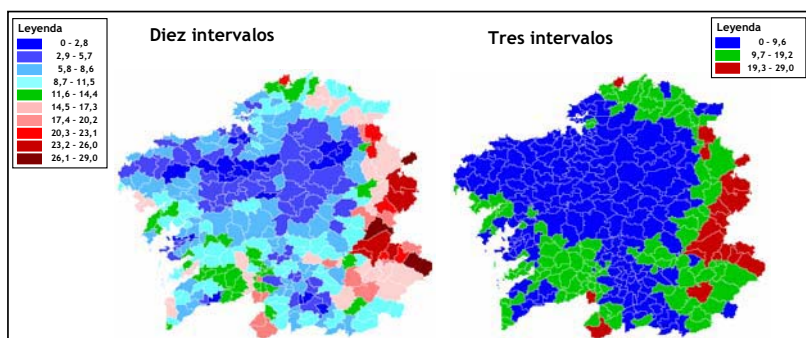 Leyenda
0 - 2,8
2,9 - 5,7
5,8 - 8,6
8,7 - 11,5
11,6 - 14,4
14,5 - 17,3
17,4 - 20,2
20,3 - 23,1
23,2 - 26,0
26,1 - 29,0
Diez intervalos
Tres intervalos
Leyenda
0 - 9,6
9,7 - 19,2
19,3 - 29,0